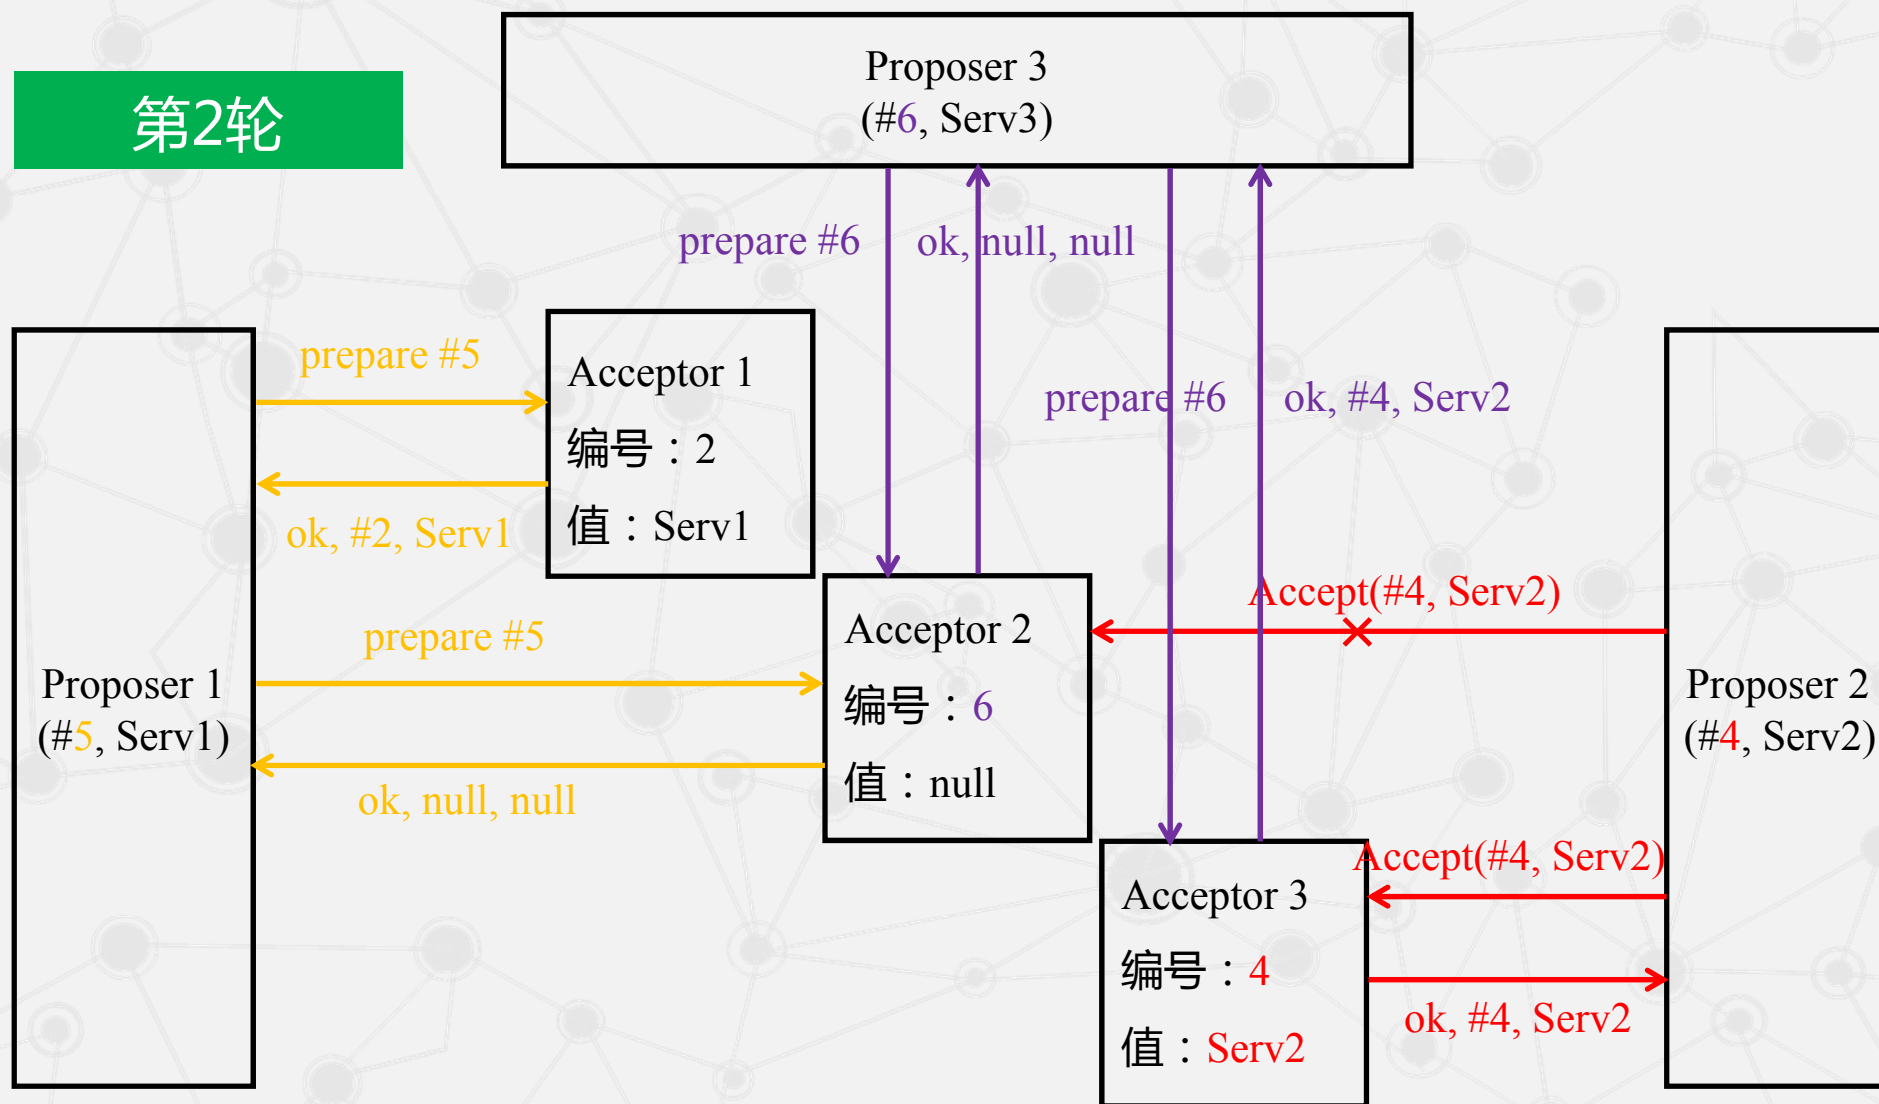 第2轮
Proposer 3
(#6, Serv3)
prepare #6
ok, null, null
prepare #5
Acceptor 1
编号：2
值：Serv1
ok, #2, Serv1
prepare #6
ok, #4, Serv2
Accept(#4, Serv2)
prepare #5
Acceptor 2
编号：6
值：null
Proposer 1
(#5, Serv1)
ok, null, null
Proposer 2
(#4, Serv2)
Accept(#4, Serv2)
Acceptor 3
编号：4
值：Serv2
ok, #4, Serv2